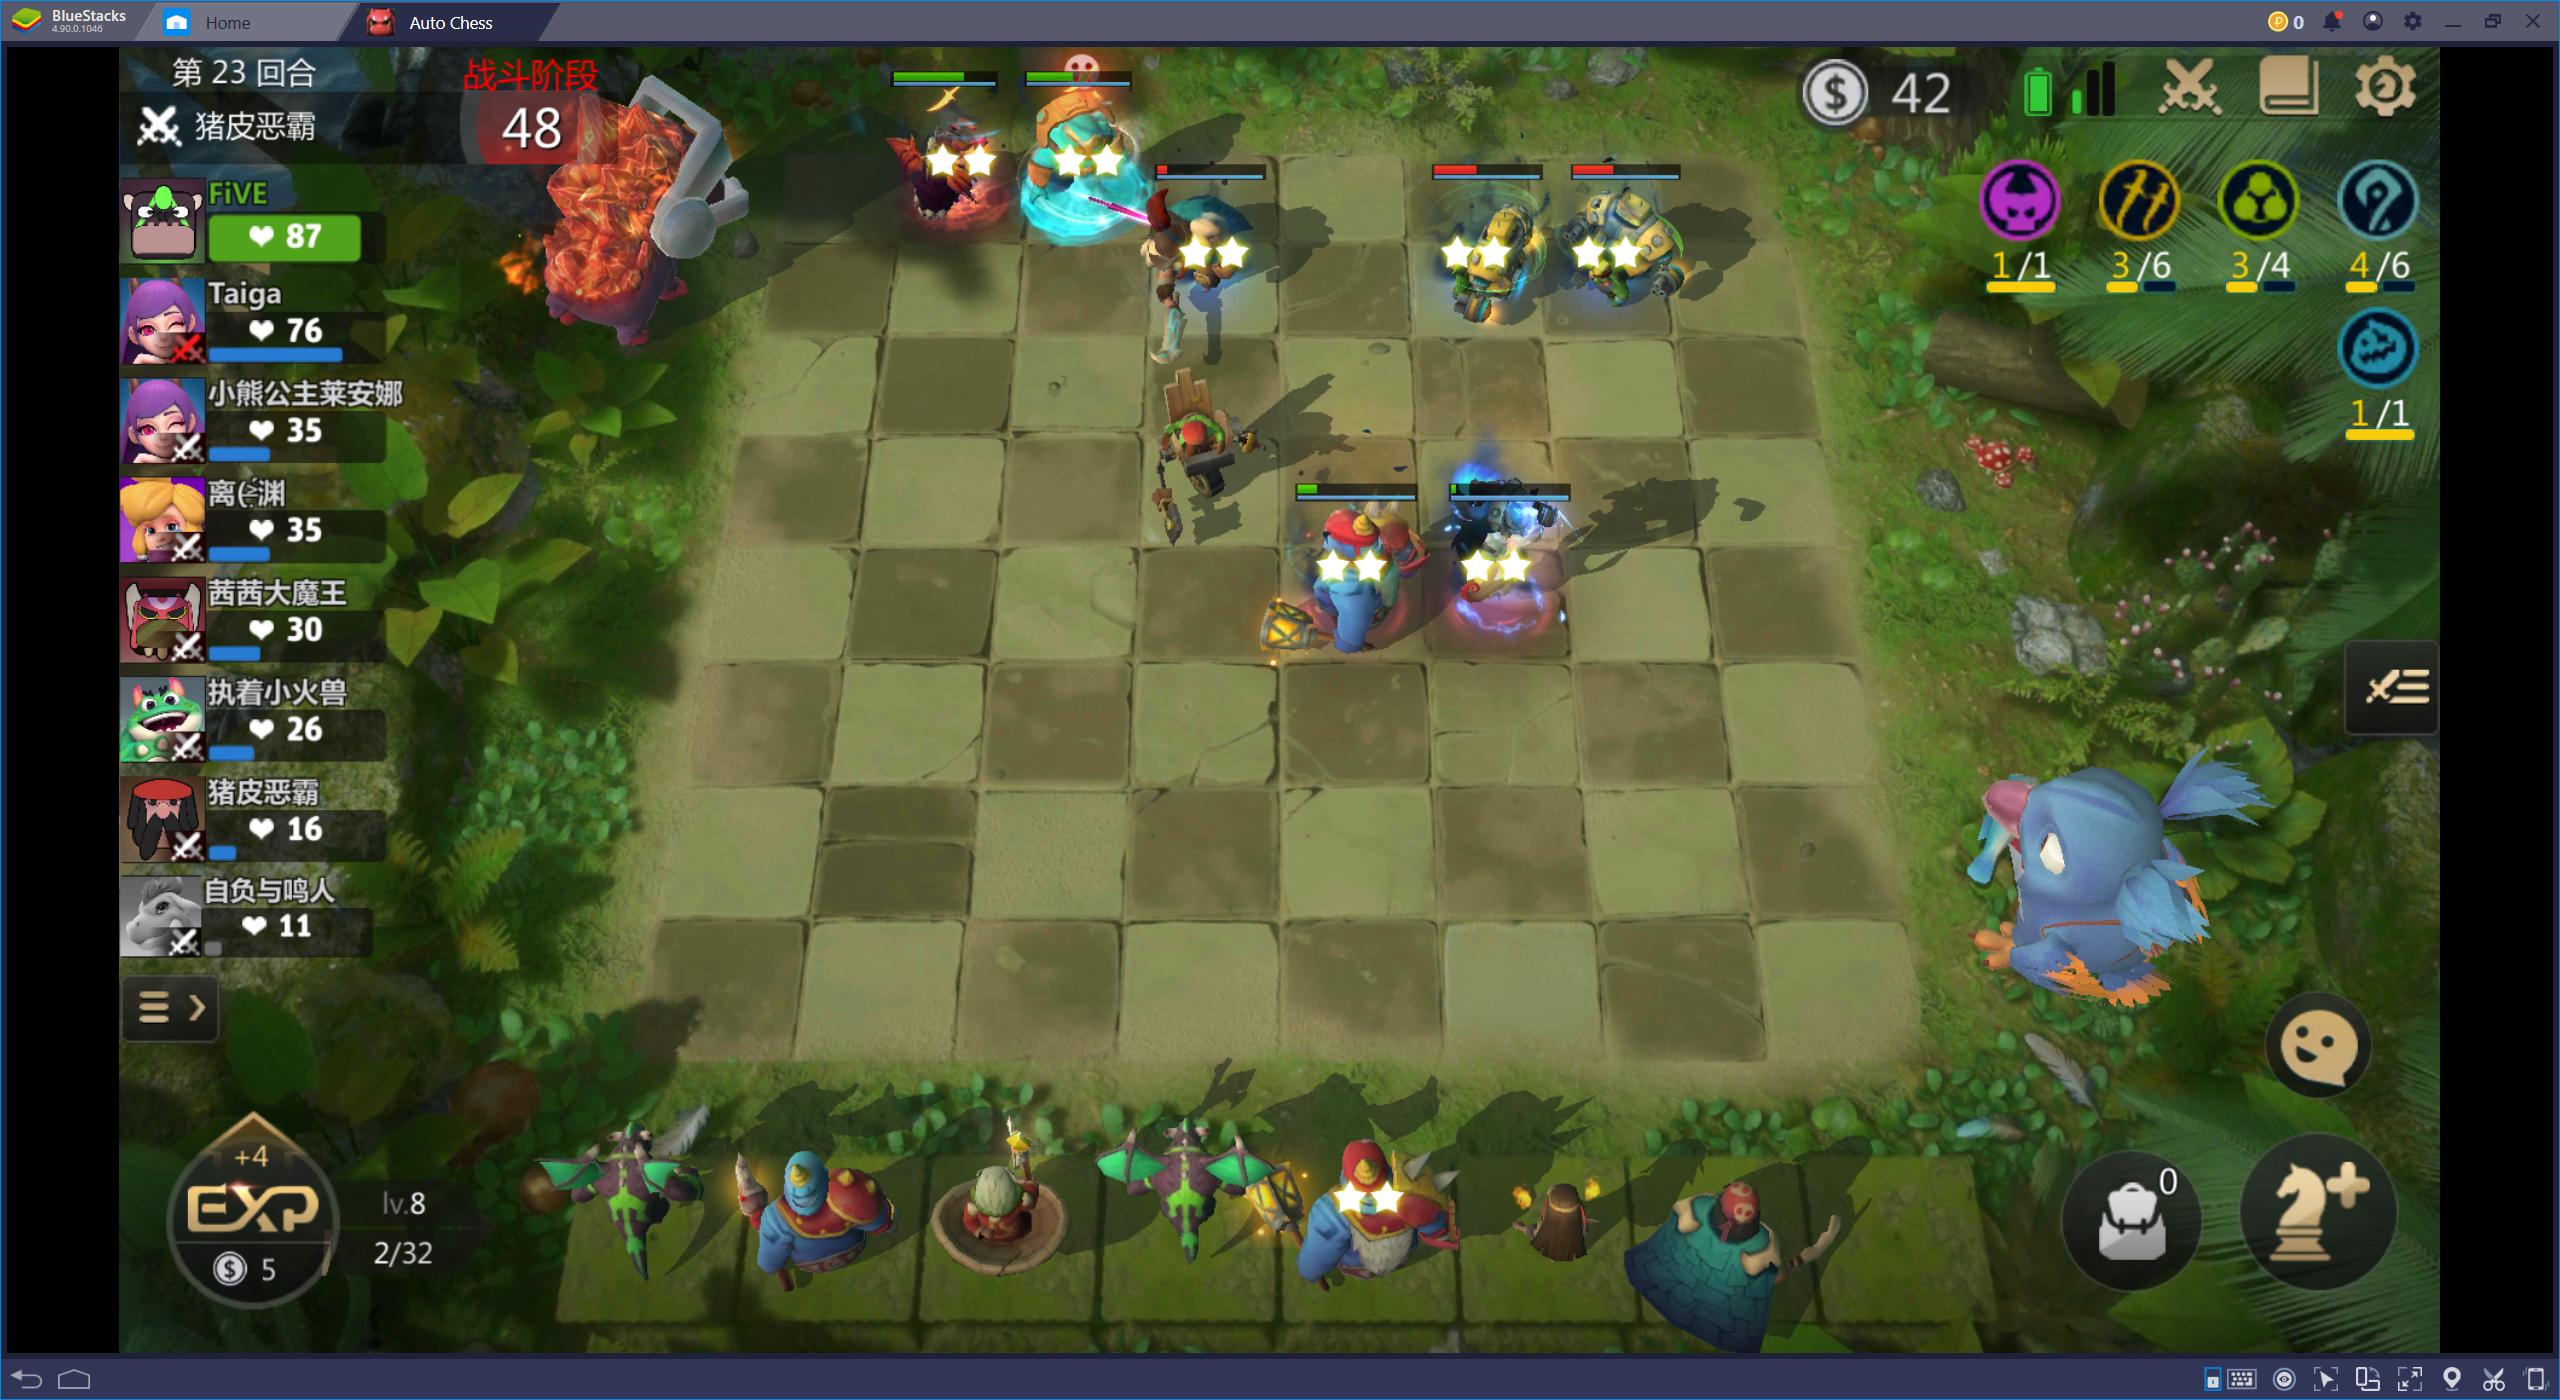 BlueStacks
4.90.0.1046
Home
Auto Chess
0
第 23 回合
战斗阶段
猪皮恶霸
48
42
FiVE
87
Taiga
76
小熊公主莱安娜
35
35
茜茜大魔王
30
执着小火兽
26
猪皮恶霸
16
自负与鸣人
11
1/1
3/6
3/4
4/6
1/1
+4
EXP
5
lv.8
2/32
0